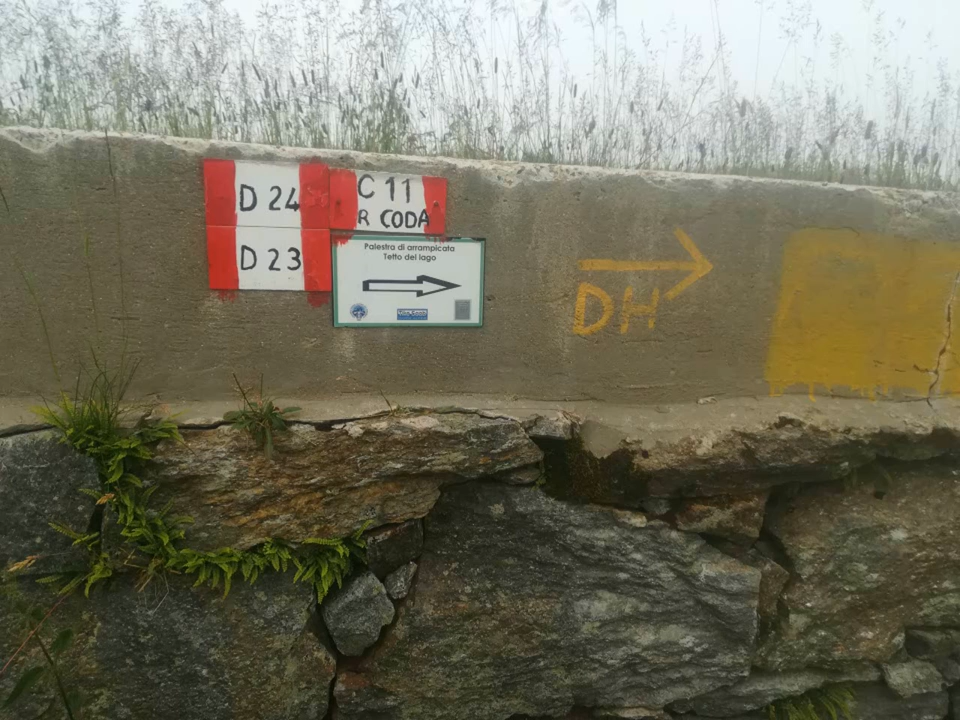 D 24
C 11
R CODA
D 23
Palestra di arrampicata
Tetto del lago
DH